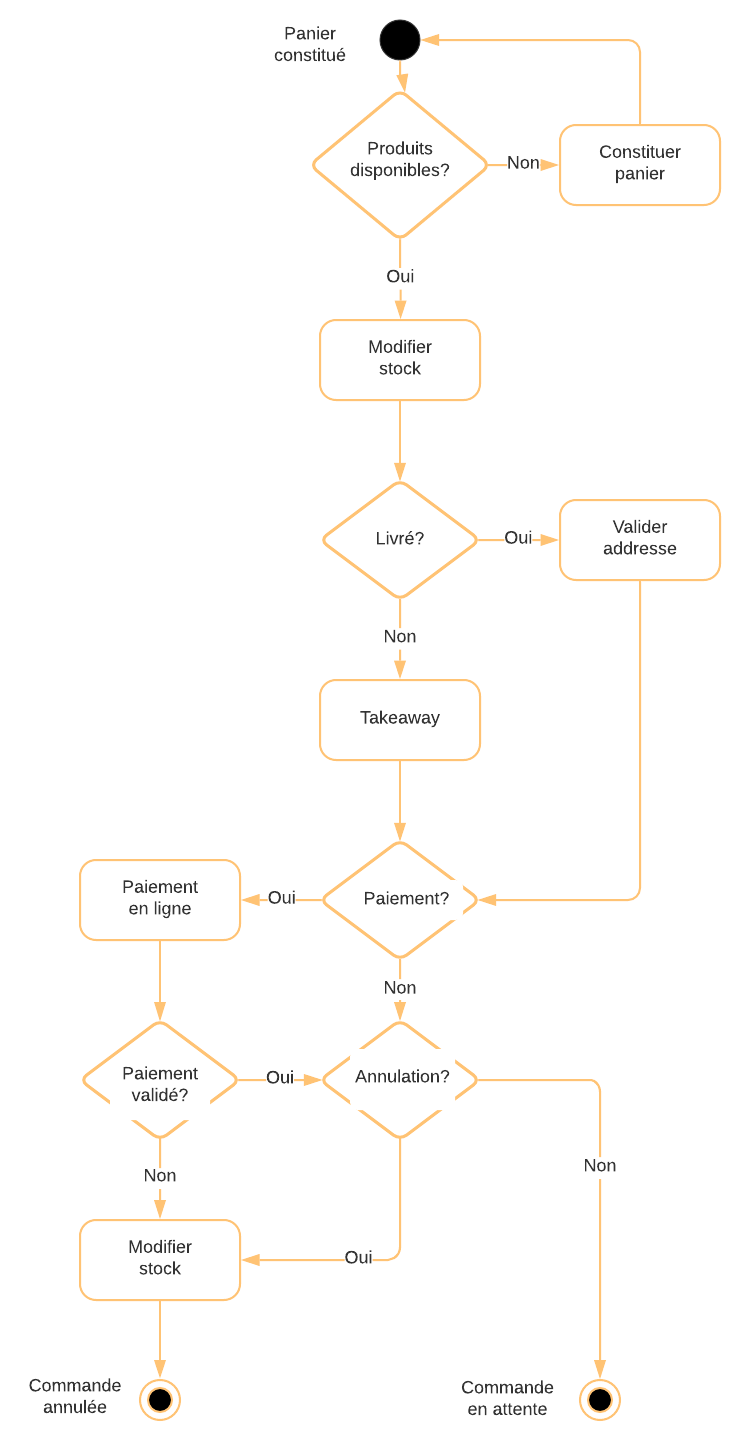 Panier
constitué
Produits
disponibles?
Non
Constituer
panier
Oui
Modifier
stock
Livré?
Oui
Valider
addresse
Non
Takeaway
Paiement
en ligne
Oui
Paiement?
Non
Paiement
validé?
Oui
Annulation?
Non
Non
Modifier
stock
Oui
Commande
annulée
Commande
en attente